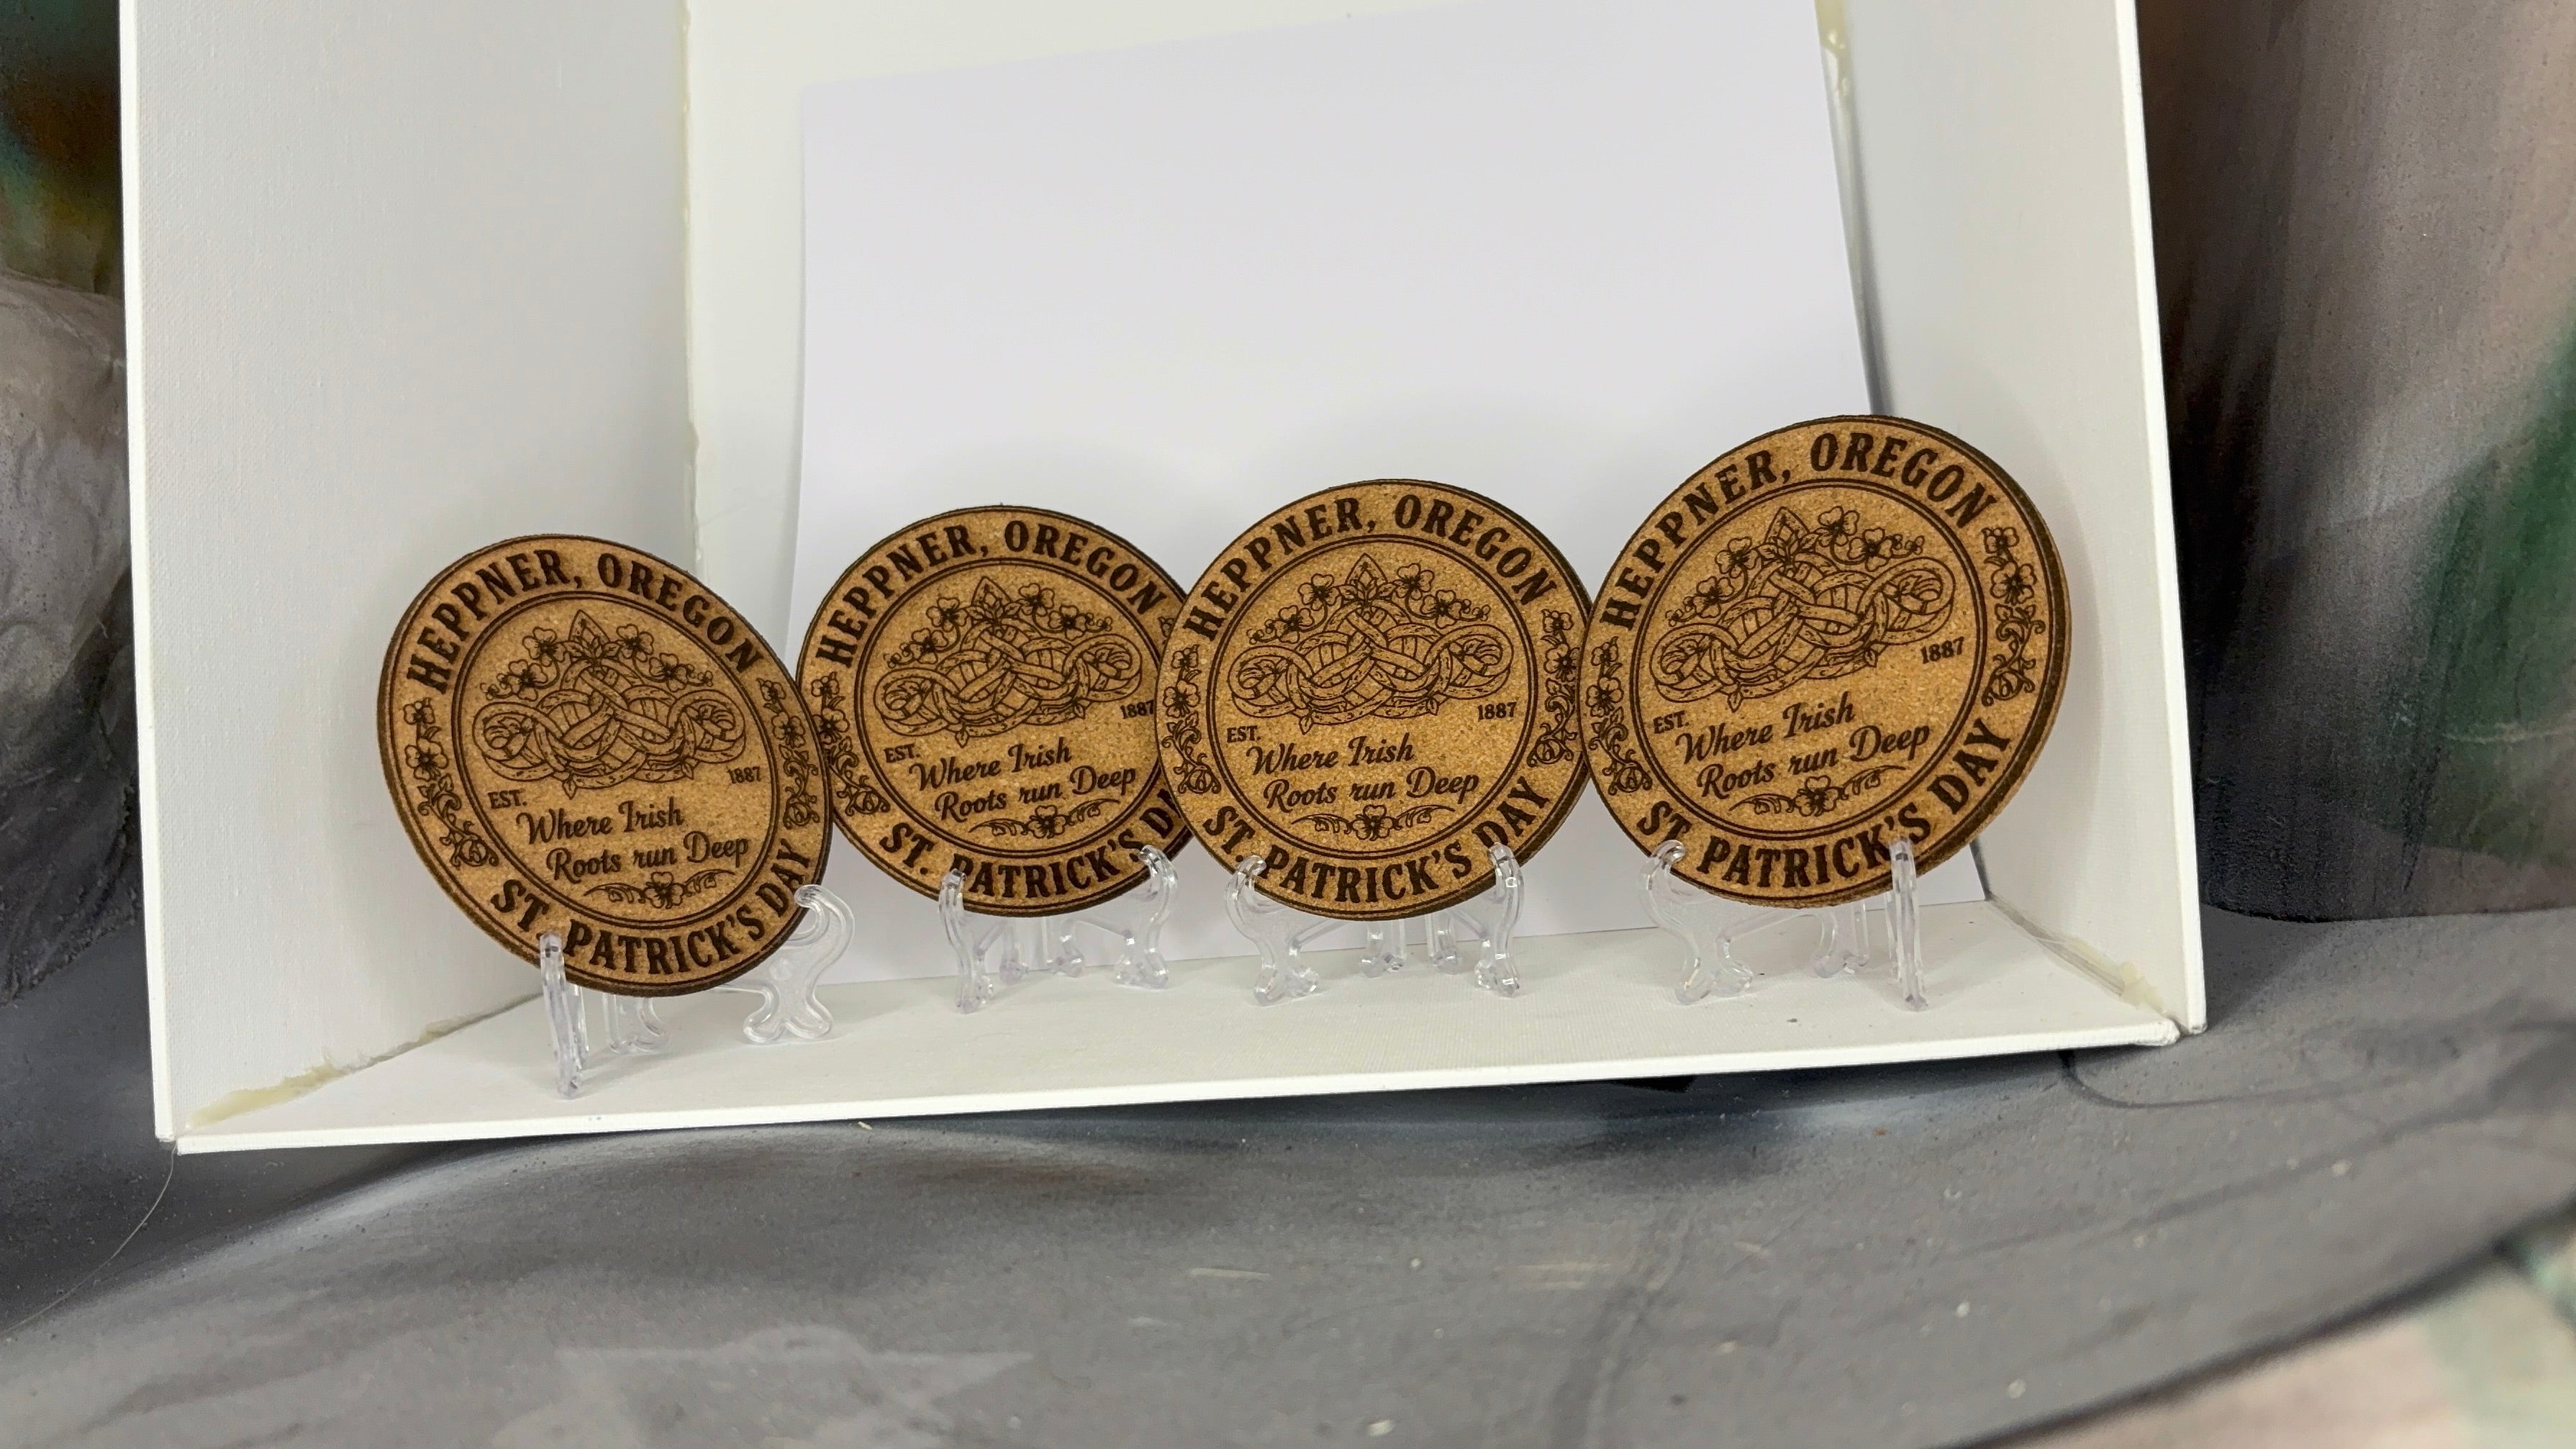 HEPPNER, OREGON
EST. 1887
Where Irish
Roots run Deep
ST. PATRICK'S DAY
HEPPNER, OREGON
EST. 1887
Where Irish
Roots run Deep
ST. PATRICK'S D
HEPPNER, OREGON
EST. 1887
Where Irish
Roots run Deep
ST. PATRICK'S DAY
HEPPNER, OREGON
EST. 1887
Where Irish
Roots run Deep
ST. PATRICK'S DAY